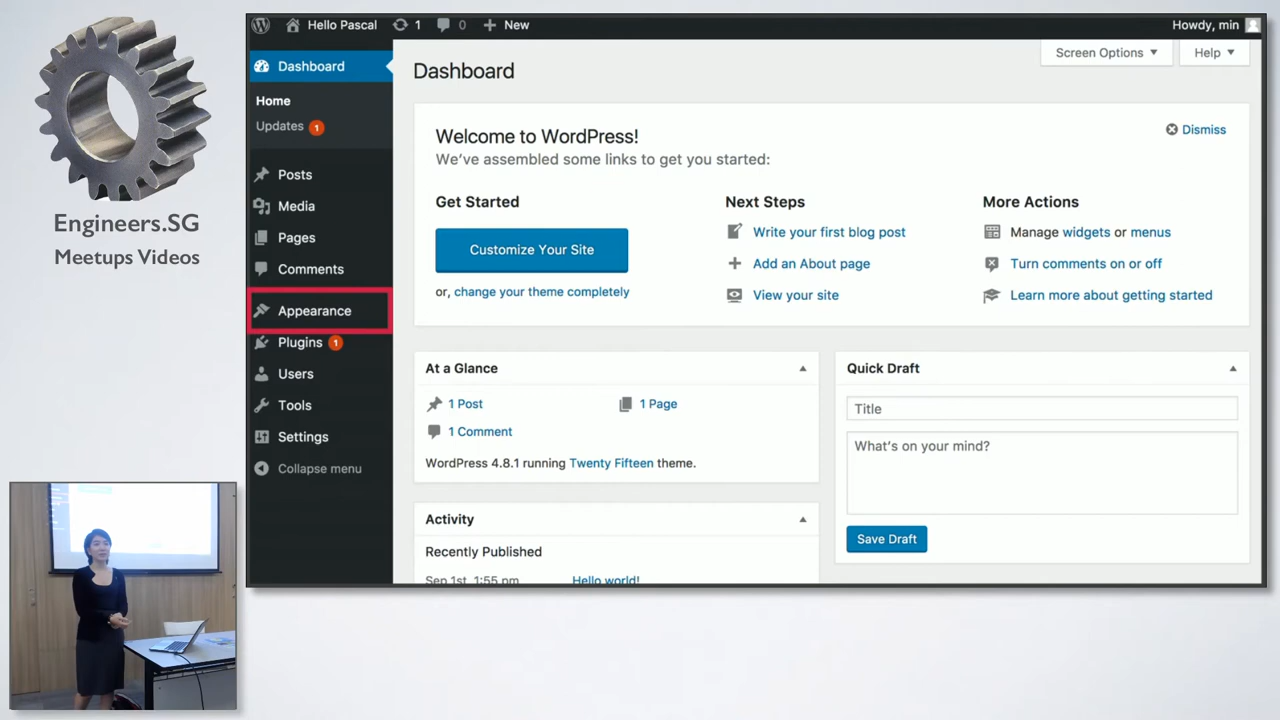 Engineers.SG
Meetups Videos
Hello Pascal
1
0
New
Howdy, min
Dashboard
Home
Updates 1
Posts
Media
Pages
Comments
Appearance
Plugins 1
Users
Tools
Settings
Collapse menu
Screen Options
Help
Dashboard
Welcome to WordPress!
We've assembled some links to get you started:
Dismiss
Get Started
Customize Your Site
or, change your theme completely
Next Steps
Write your first blog post
Add an About page
View your site
More Actions
Manage widgets or menus
Turn comments on or off
Learn more about getting started
At a Glance
1 Post
1 Page
1 Comment
WordPress 4.8.1 running Twenty Fifteen theme.
Activity
Recently Published
Sep 1st, 1:55 pm
Hello world!
Quick Draft
Title
What's on your mind?
Save Draft